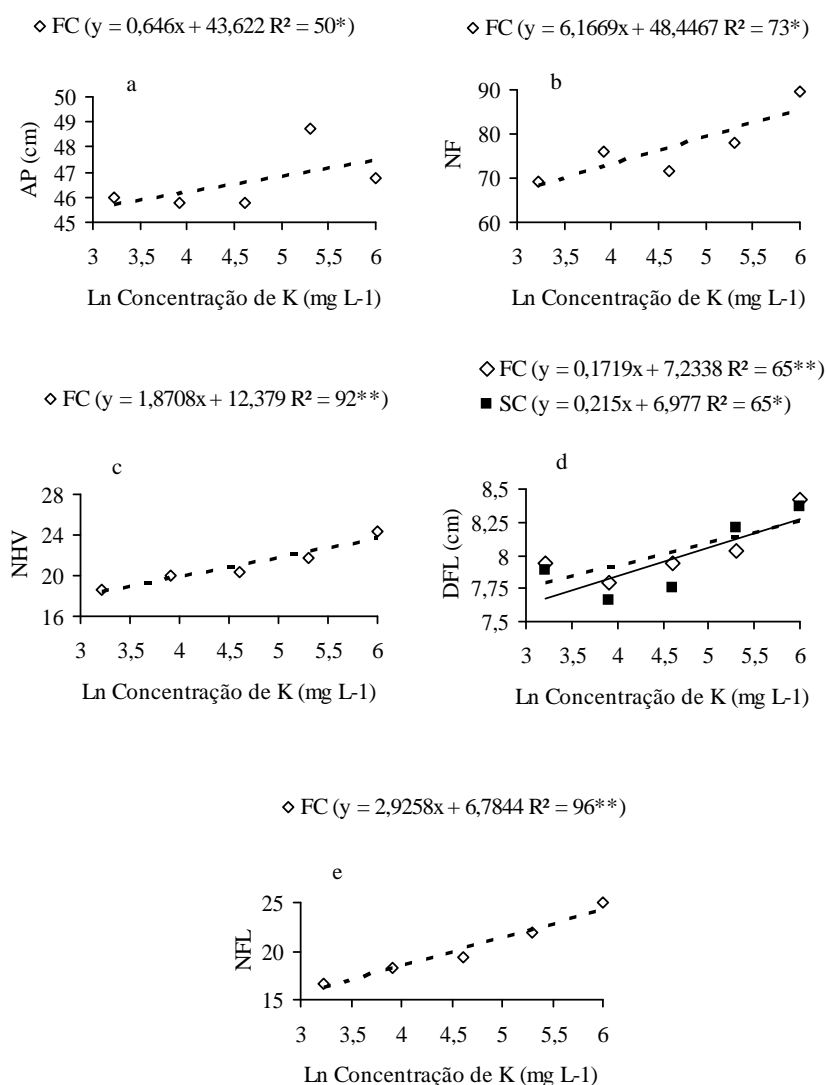 FC (y = 0,646x + 43,622 R² = 50*)
a
AP (cm)
50
49
48
47
46
45
3 3,5 4 4,5 5 5,5 6
Ln Concentração de K (mg L-1)
FC (y = 6,1669x + 48,4467 R² = 73*)
b
NF
90
80
70
60
3 3,5 4 4,5 5 5,5 6
Ln Concentração de K (mg L-1)
FC (y = 1,8708x + 12,379 R² = 92**)
c
NHV
28
24
20
16
3 3,5 4 4,5 5 5,5 6
Ln Concentração de K (mg L-1)
FC (y = 0,1719x + 7,2338 R² = 65**)
SC (y = 0,215x + 6,977 R² = 65*)
d
DFL (cm)
8,5
8,25
8
7,75
7,5
3 3,5 4 4,5 5 5,5 6
Ln Concentração de K (mg L-1)
FC (y = 2,9258x + 6,7844 R² = 96**)
e
NFL
25
20
15
3 3,5 4 4,5 5 5,5 6
Ln Concentração de K (mg L-1)